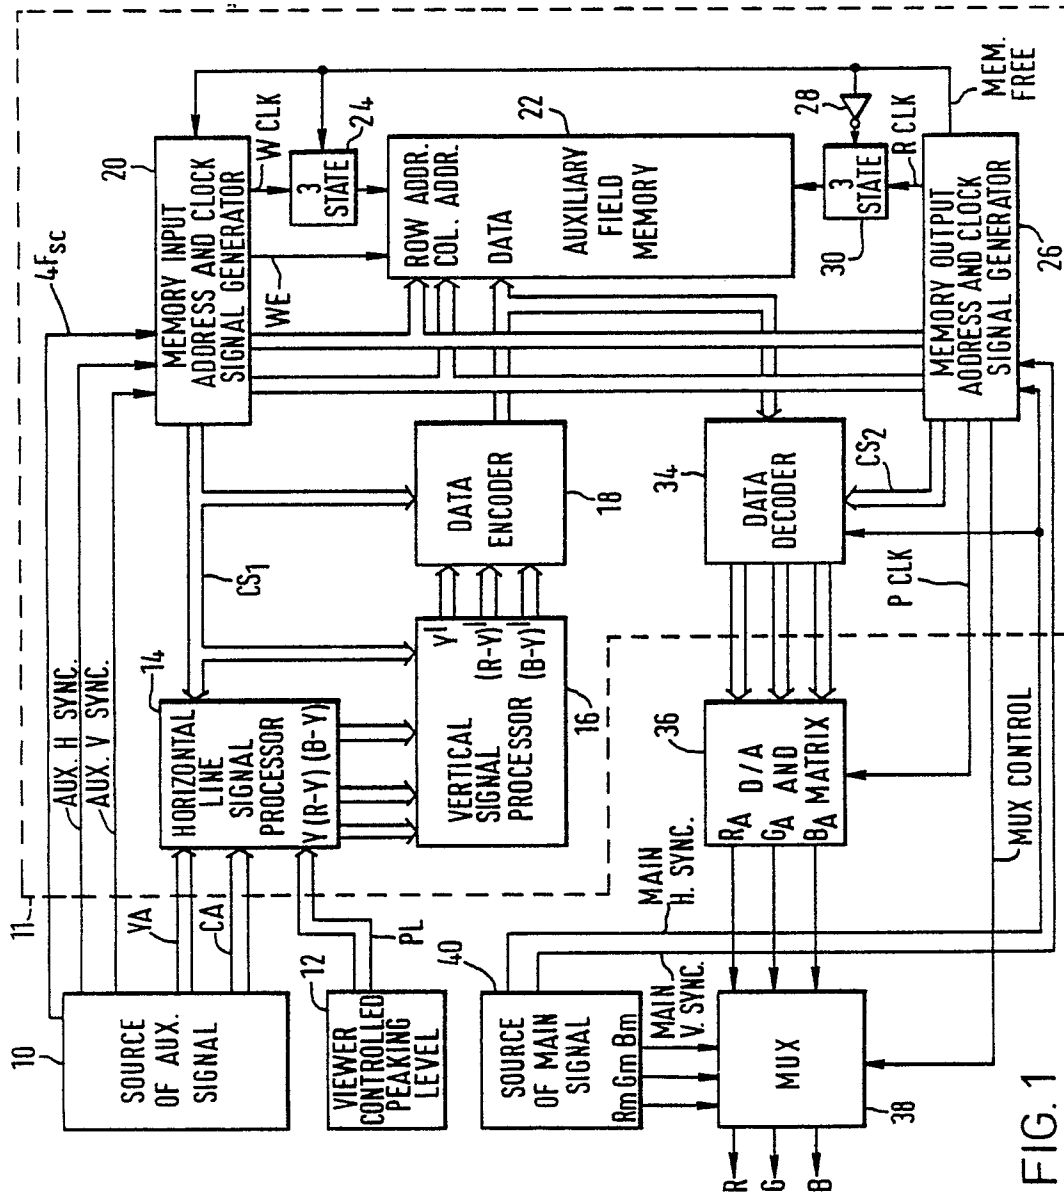 11
10
SOURCE
OF AUX.
SIGNAL
4FSC
AUX. H SYNC.
AUX. V SYNC.
YA
CA
12
VIEWER
CONTROLLED
PEAKING
LEVEL
PL
14
HORIZONTAL
LINE
SIGNAL
PROCESSOR
Y (R-Y) (B-Y)
CS1
VERTICAL
SIGNAL
PROCESSOR
16
Y'
(R-Y)'
(B-Y)'
DATA
ENCODER
18
20
MEMORY INPUT
ADDRESS AND CLOCK
SIGNAL GENERATOR
WE
W CLK
3
STATE
24
ROW ADDR.
COL. ADDR.
DATA
AUXILIARY
FIELD
MEMORY
22
28
3
STATE
30
R CLK
MEM.
FREE
MEMORY OUTPUT
ADDRESS AND CLOCK
SIGNAL GENERATOR
26
34
DATA
DECODER
CS2
P CLK
36
D/A
AND
MATRIX
RA
GA
BA
MUX CONTROL
40
SOURCE
OF MAIN
SIGNAL
Rm Gm Bm
MAIN
H. SYNC.
MAIN
V. SYNC.
MUX
38
R
G
B
FIG. 1